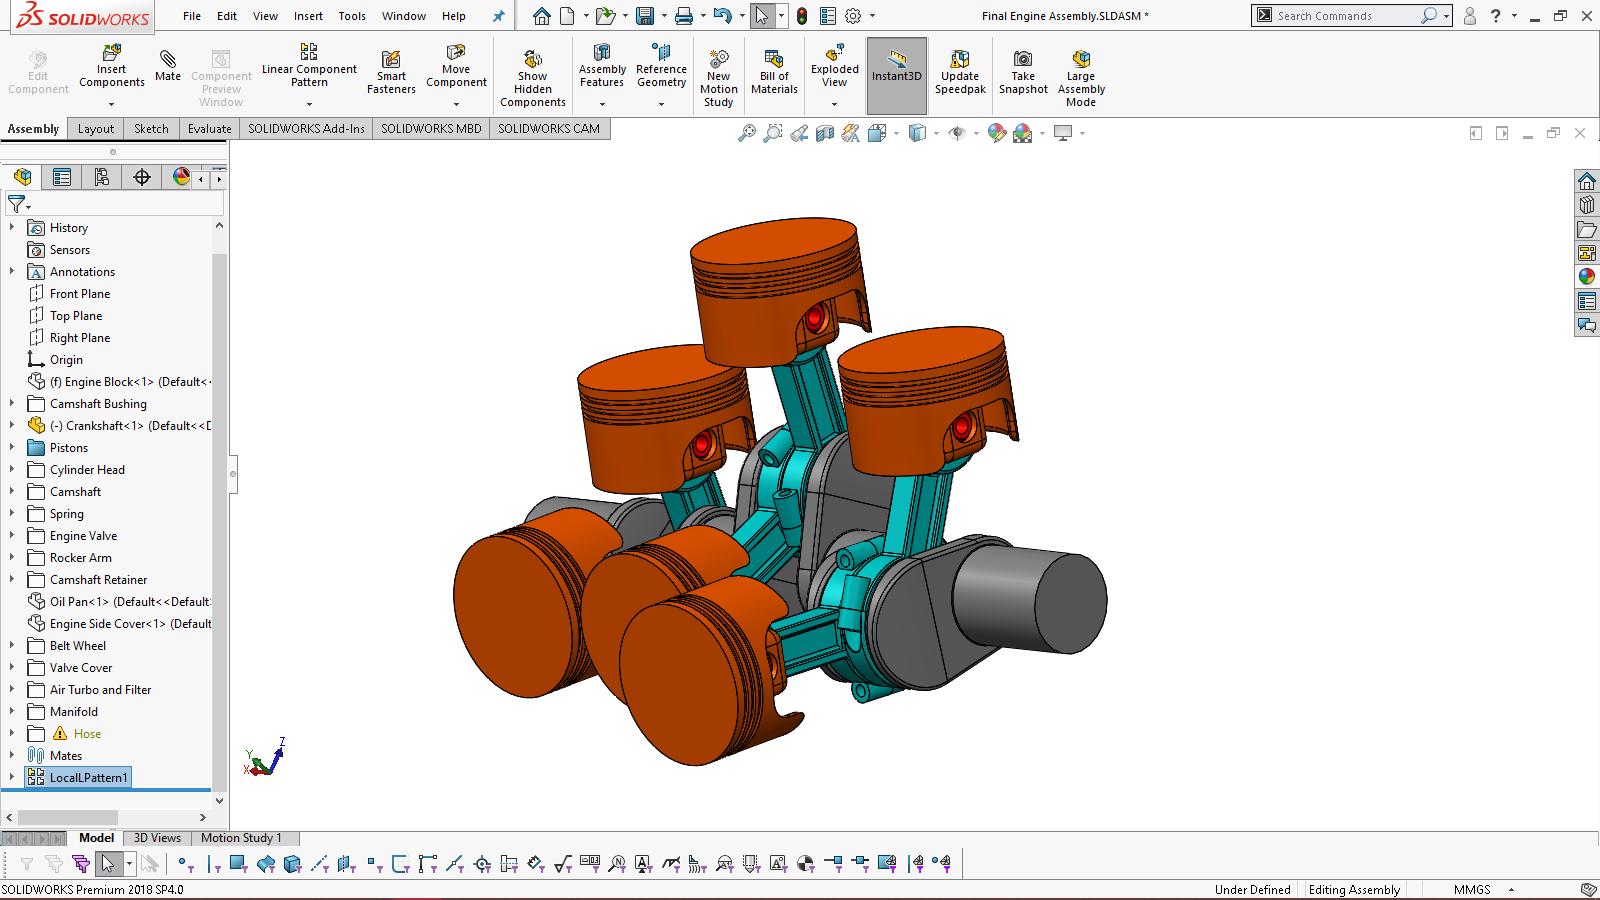 SOLIDWORKS File Edit View Insert Tools Window Help Final Engine Assembly.SLDASM * Search Commands ?
Edit Component
Insert Components
Mate
Component Preview Window
Linear Component Pattern
Smart Fasteners
Move Component
Show Hidden Components
Assembly Features
Reference Geometry
New Motion Study
Bill of Materials
Exploded View
Instant3D
Update Speedpak
Take Snapshot
Large Assembly Mode
Assembly Layout Sketch Evaluate SOLIDWORKS Add-Ins SOLIDWORKS MBD SOLIDWORKS CAM
History
Sensors
Annotations
Front Plane
Top Plane
Right Plane
Origin
(f) Engine Block<1> (Default<
Camshaft Bushing
(-) Crankshaft<1> (Default<<D
Pistons
Cylinder Head
Camshaft
Spring
Engine Valve
Rocker Arm
Camshaft Retainer
Oil Pan<1> (Default<<Default
Engine Side Cover<1> (Default
Belt Wheel
Valve Cover
Air Turbo and Filter
Manifold
Hose
Mates
LocalLPattern1
Z
Y
X
Model 3D Views Motion Study 1
SOLIDWORKS Premium 2018 SP4.0 Under Defined Editing Assembly MMGS